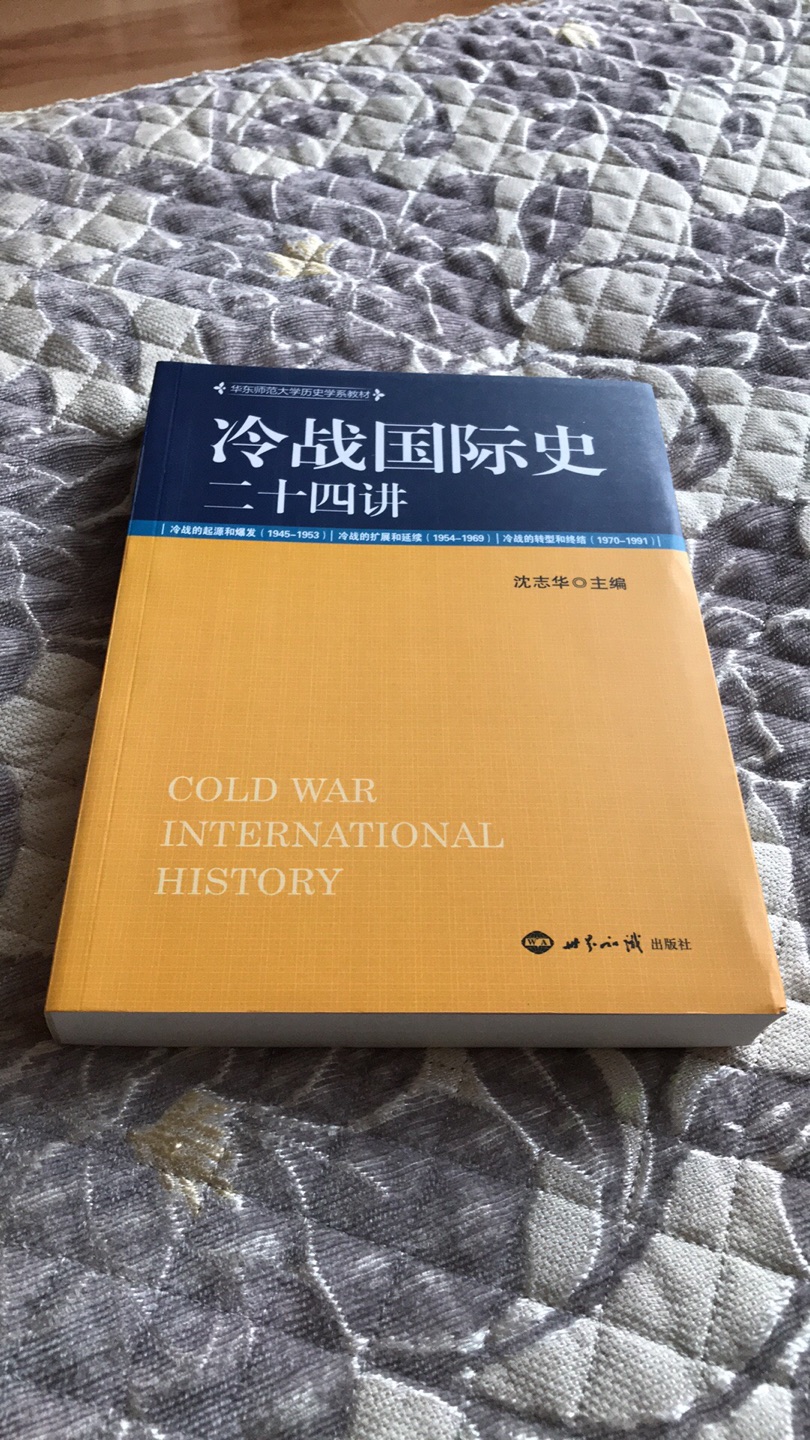 华东师范大学历史学系教材
冷战国际史
二十四讲
|冷战的起源和爆发(1945-1953)|冷战的扩展和延续(1954-1969)|冷战的转型和终结(1970-1991)|
沈志华◎主编
COLD WAR
INTERNATIONAL
HISTORY
WA 世界知识 出版社